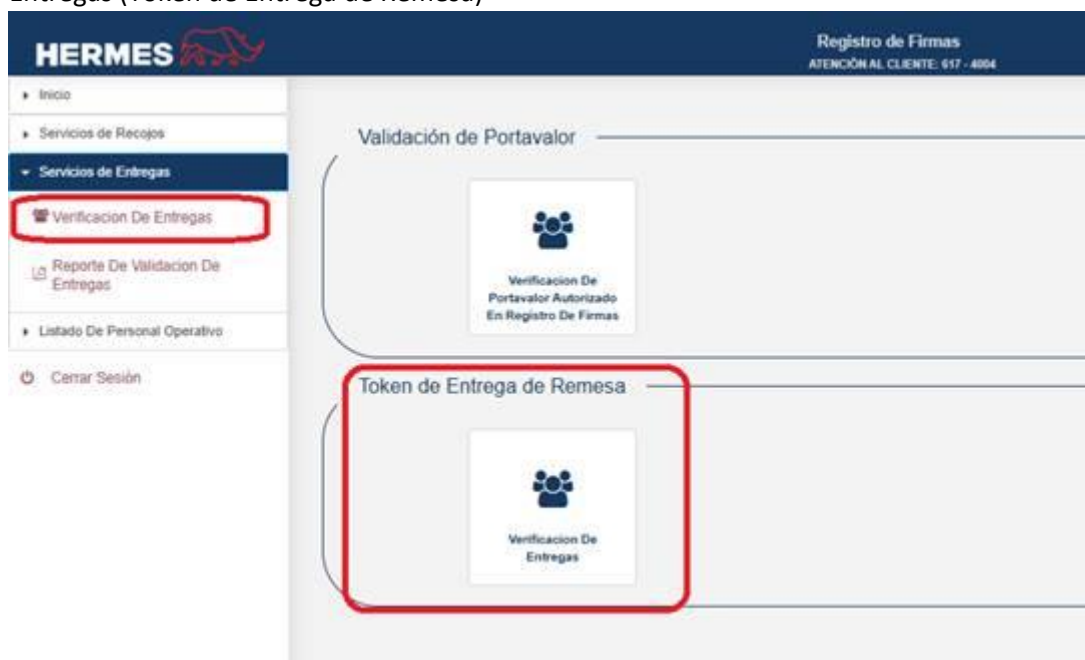 Entregas (Token de Entrega de Remesa)
HERMES
Registro de Firmas
ATENCIÓN AL CLIENTE: 617 - 4004
Inicio
Servicios de Recojos
Servicios de Entregas
Verificacion De Entregas
Reporte De Validacion De
Entregas
Listado De Personal Operativo
Cerrar Sesión
Validación de Portavalor
Verificacion De
Portavalor Autorizado
En Registro De Firmas
Token de Entrega de Remesa
Verificacion De
Entregas